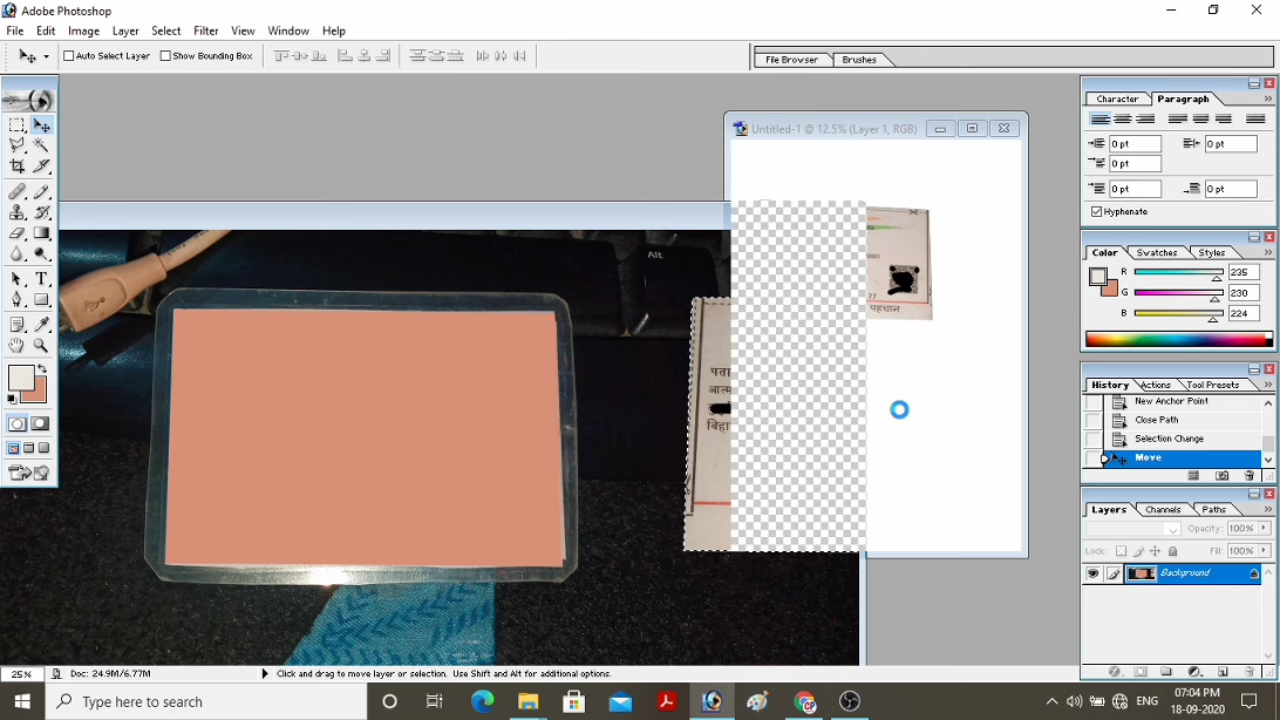 Adobe Photoshop
File Edit Image Layer Select Filter View Window Help
Auto Select Layer Show Bounding Box
File Browser Brushes
Character Paragraph
Untitled-1 @ 12.5% (Layer 1, RGB)
0 pt 0 pt
0 pt
0 pt 0 pt
Hyphenate
Color Swatches Styles
R 235
G 230
B 224
Alt
77
पहचान
पता
आत्म
बिहा
History Actions Tool Presets
New Anchor Point
Close Path
Selection Change
Move
Layers Channels Paths
Opacity: 100%
Lock: Fill: 100%
Background
25% Doc: 24.9M/6.77M Click and drag to move layer or selection. Use Shift and Alt for additional options.
Type here to search
ENG 07:04 PM
18-09-2020